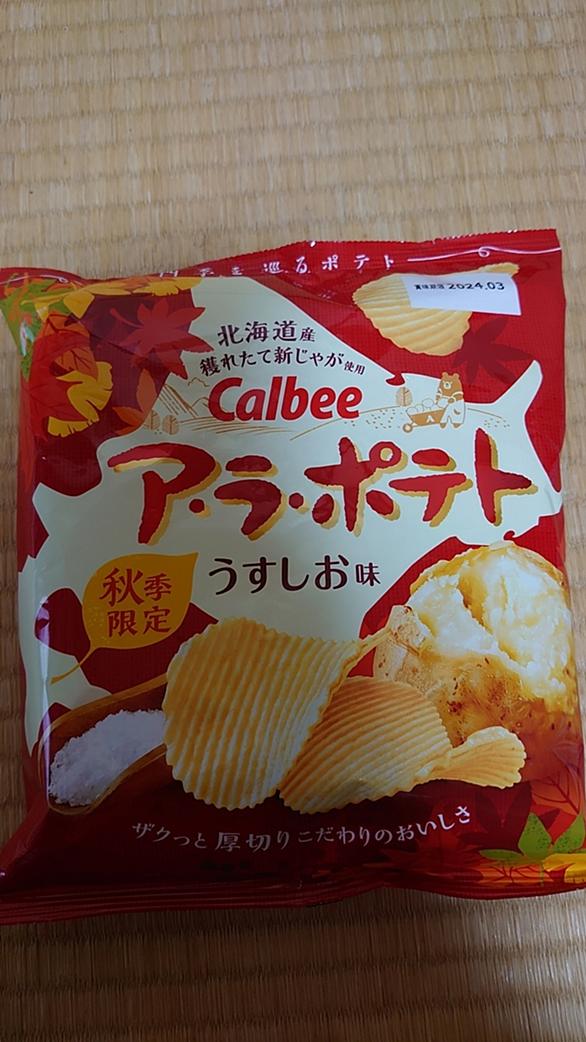 を巡るポテト
賞味期限 2024.03
北海道産
獲れたて新じゃが使用
Calbee
ア・ラ・ポテト
うすしお味
秋季
限定
ザクっと厚切りこだわりのおいしさ